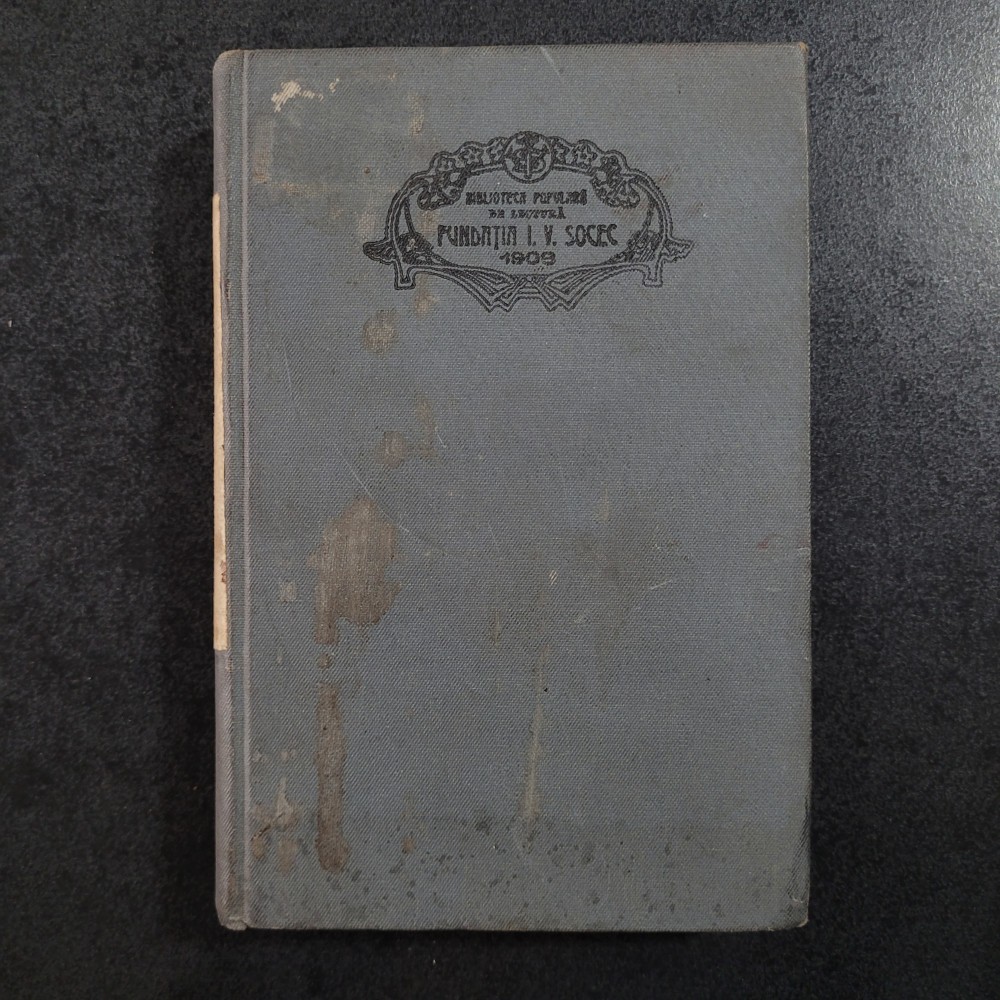 BIBLIOTECA POPULARĂ
DE LECTURĂ
FUNDAȚIA I. V. SOCEC
1909